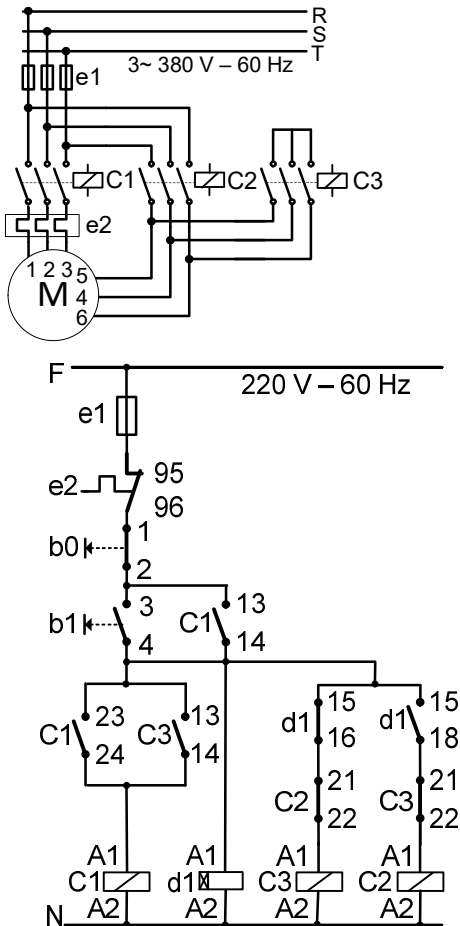 R
S
T
3~ 380 V – 60 Hz
e1
C1
C2
C3
e2
1 2 3 5
M 4
6
F
220 V – 60 Hz
e1
95
e2
96
1
b0
2
3
13
b1
C1
4
14
23
13
15
15
C1
C3
d1
d1
24
14
16
18
21
21
C2
C3
22
22
A1
A1
A1
A1
C1
d1
C3
C2
A2
A2
A2
A2
N